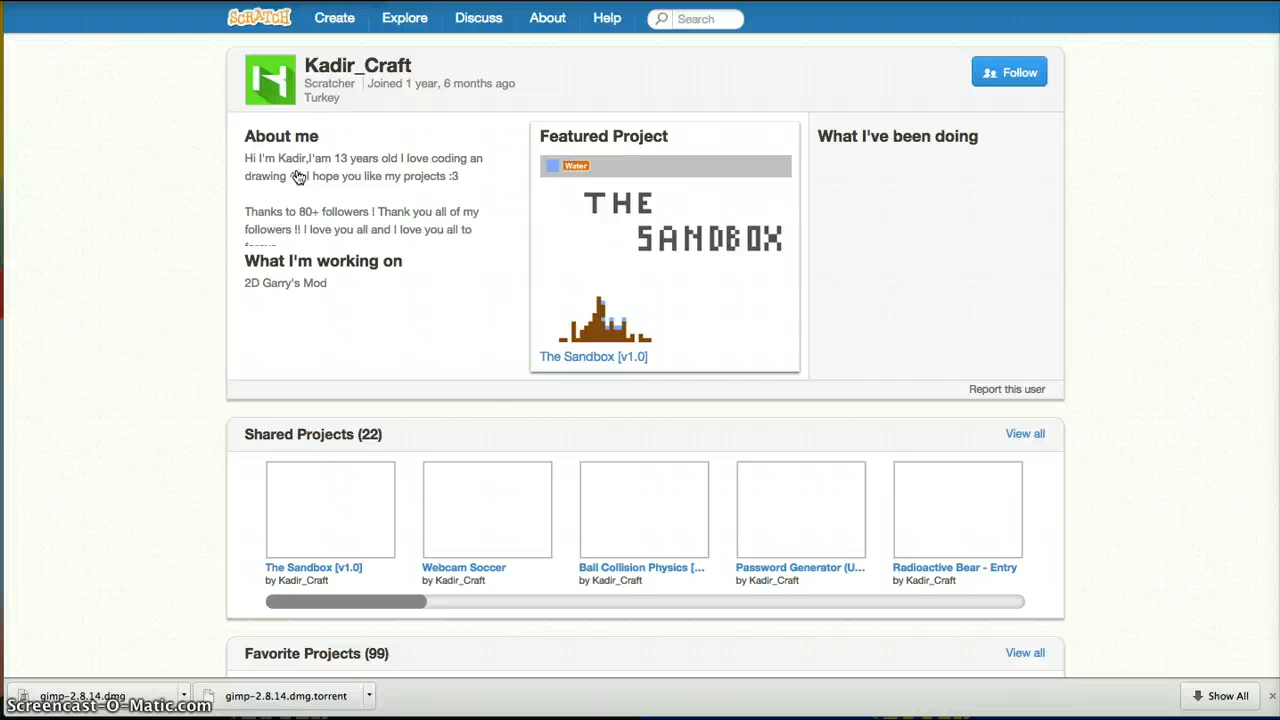 SCRATCH Create Explore Discuss About Help Search
Kadir_Craft
Scratcher Joined 1 year, 6 months ago
Turkey
Follow
About me
Hi I'm Kadir,I'am 13 years old I love coding an
drawing I hope you like my projects :3
Thanks to 80+ followers ! Thank you all of my
followers !! I love you all and I love you all to
What I'm working on
2D Garry's Mod
Featured Project
Water
THE
SANDBOX
The Sandbox [v1.0]
What I've been doing
Report this user
Shared Projects (22)
View all
The Sandbox [v1.0] Webcam Soccer Ball Collision Physics [... Password Generator (U... Radioactive Bear - Entry
by Kadir_Craft by Kadir_Craft by Kadir_Craft by Kadir_Craft by Kadir_Craft
Favorite Projects (99)
View all
gimp-2.8.14.dmg gimp-2.8.14.dmg.torrent Show All
Screencast-O-Matic.com